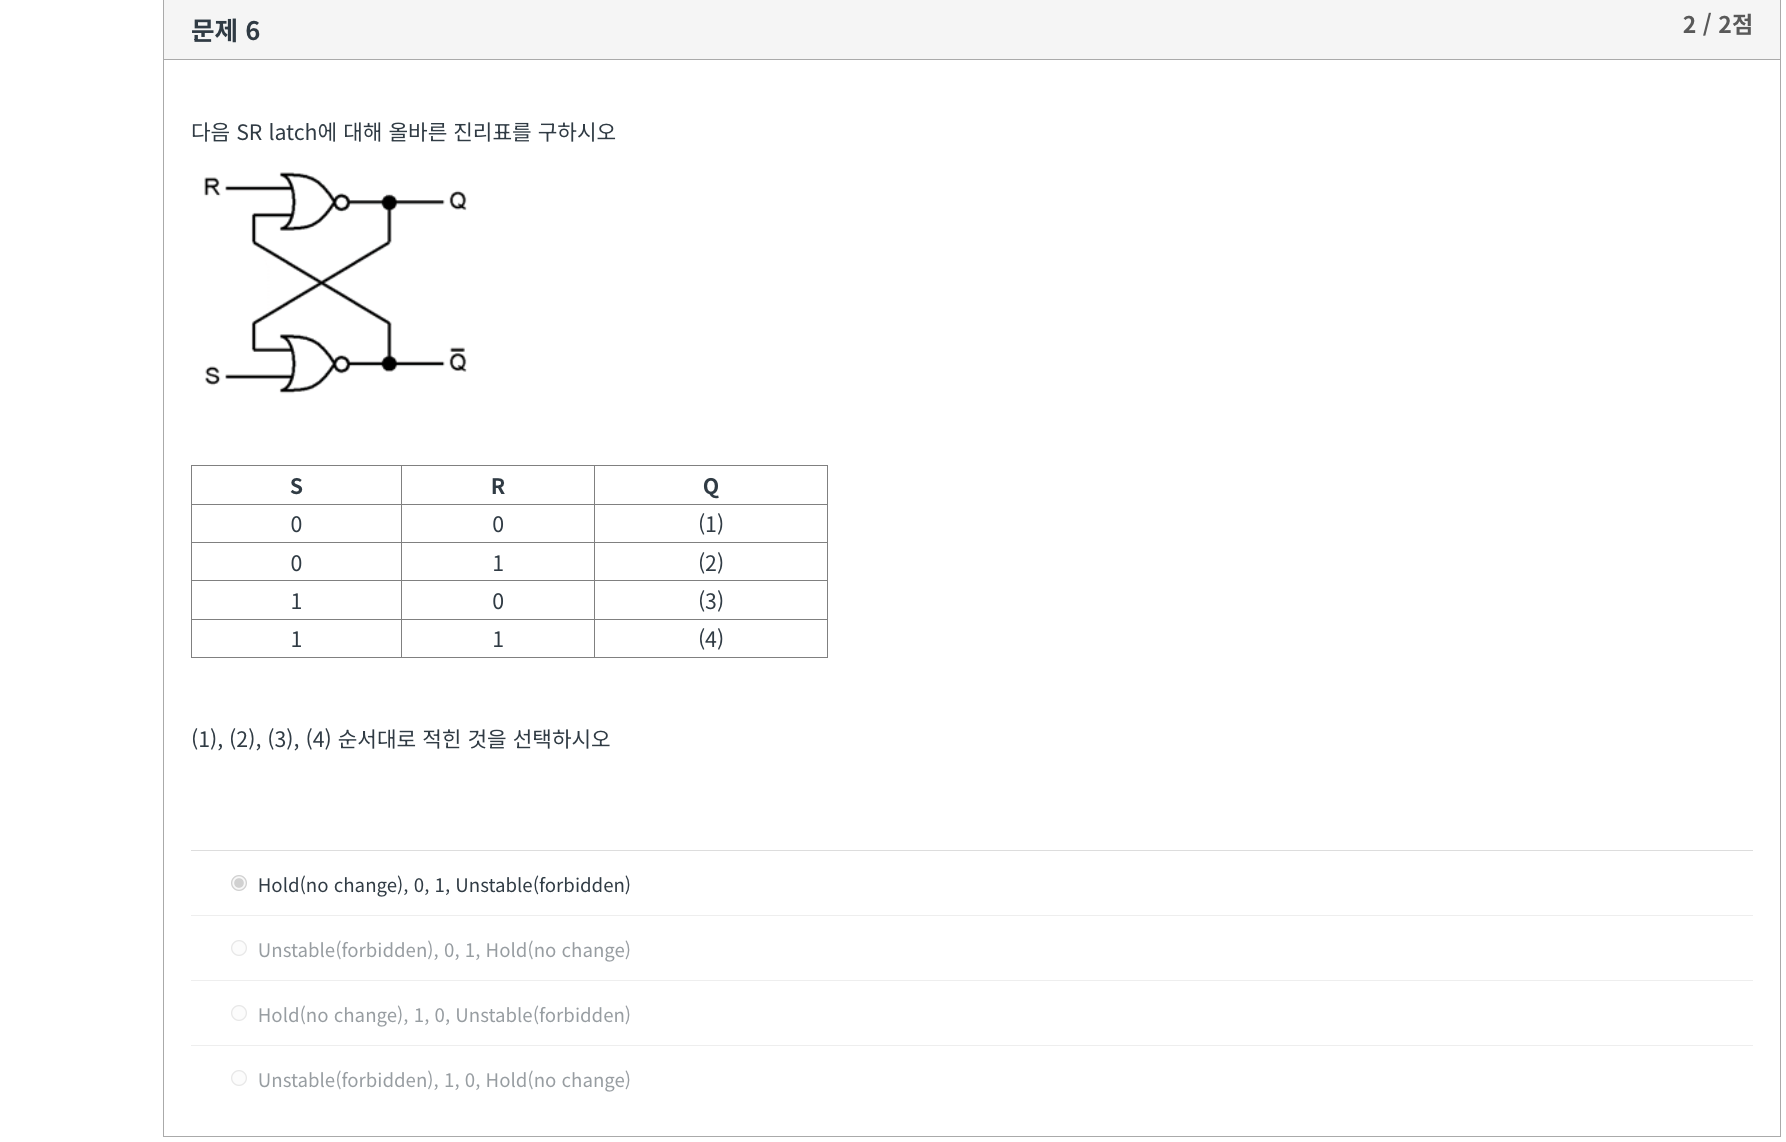 문제 6
2 / 2점
다음 SR latch에 대해 올바른 진리표를 구하시오
R
Q
S
Q̅
S R Q
0 0 (1)
0 1 (2)
1 0 (3)
1 1 (4)
(1), (2), (3), (4) 순서대로 적힌 것을 선택하시오
Hold(no change), 0, 1, Unstable(forbidden)
Unstable(forbidden), 0, 1, Hold(no change)
Hold(no change), 1, 0, Unstable(forbidden)
Unstable(forbidden), 1, 0, Hold(no change)